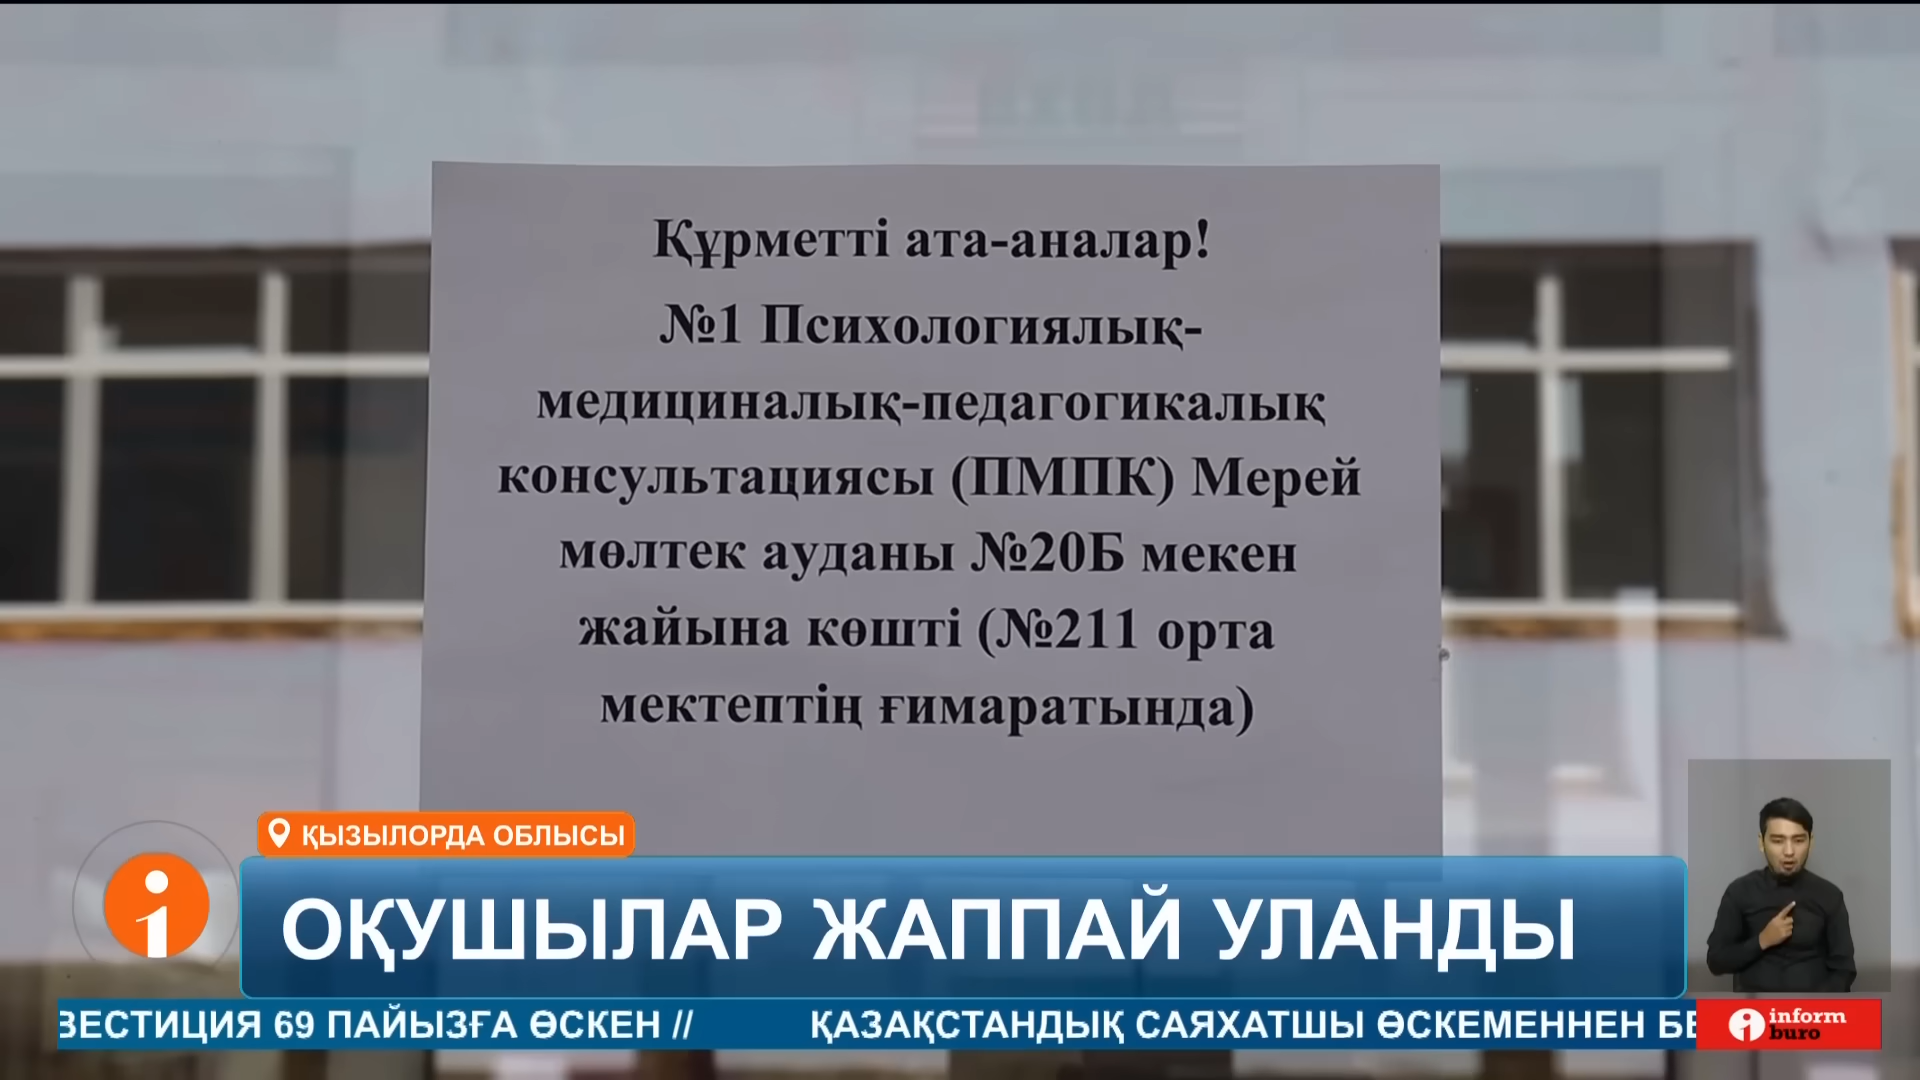 Құрметті ата-аналар!
№1 Психологиялық-
медициналық-педагогикалық
консультациясы (ПМПК) Мерей
мөлтек ауданы №20Б мекен
жайына көшті (№211 орта
мектептің ғимаратында)
ҚЫЗЫЛОРДА ОБЛЫСЫ
ОҚУШЫЛАР ЖАППАЙ УЛАНДЫ
ВЕСТИЦИЯ 69 ПАЙЫЗҒА ӨСКЕН // ҚАЗАҚСТАНДЫҚ САЯХАТШЫ ӨСКЕМЕННЕН БЕ
inform
buro